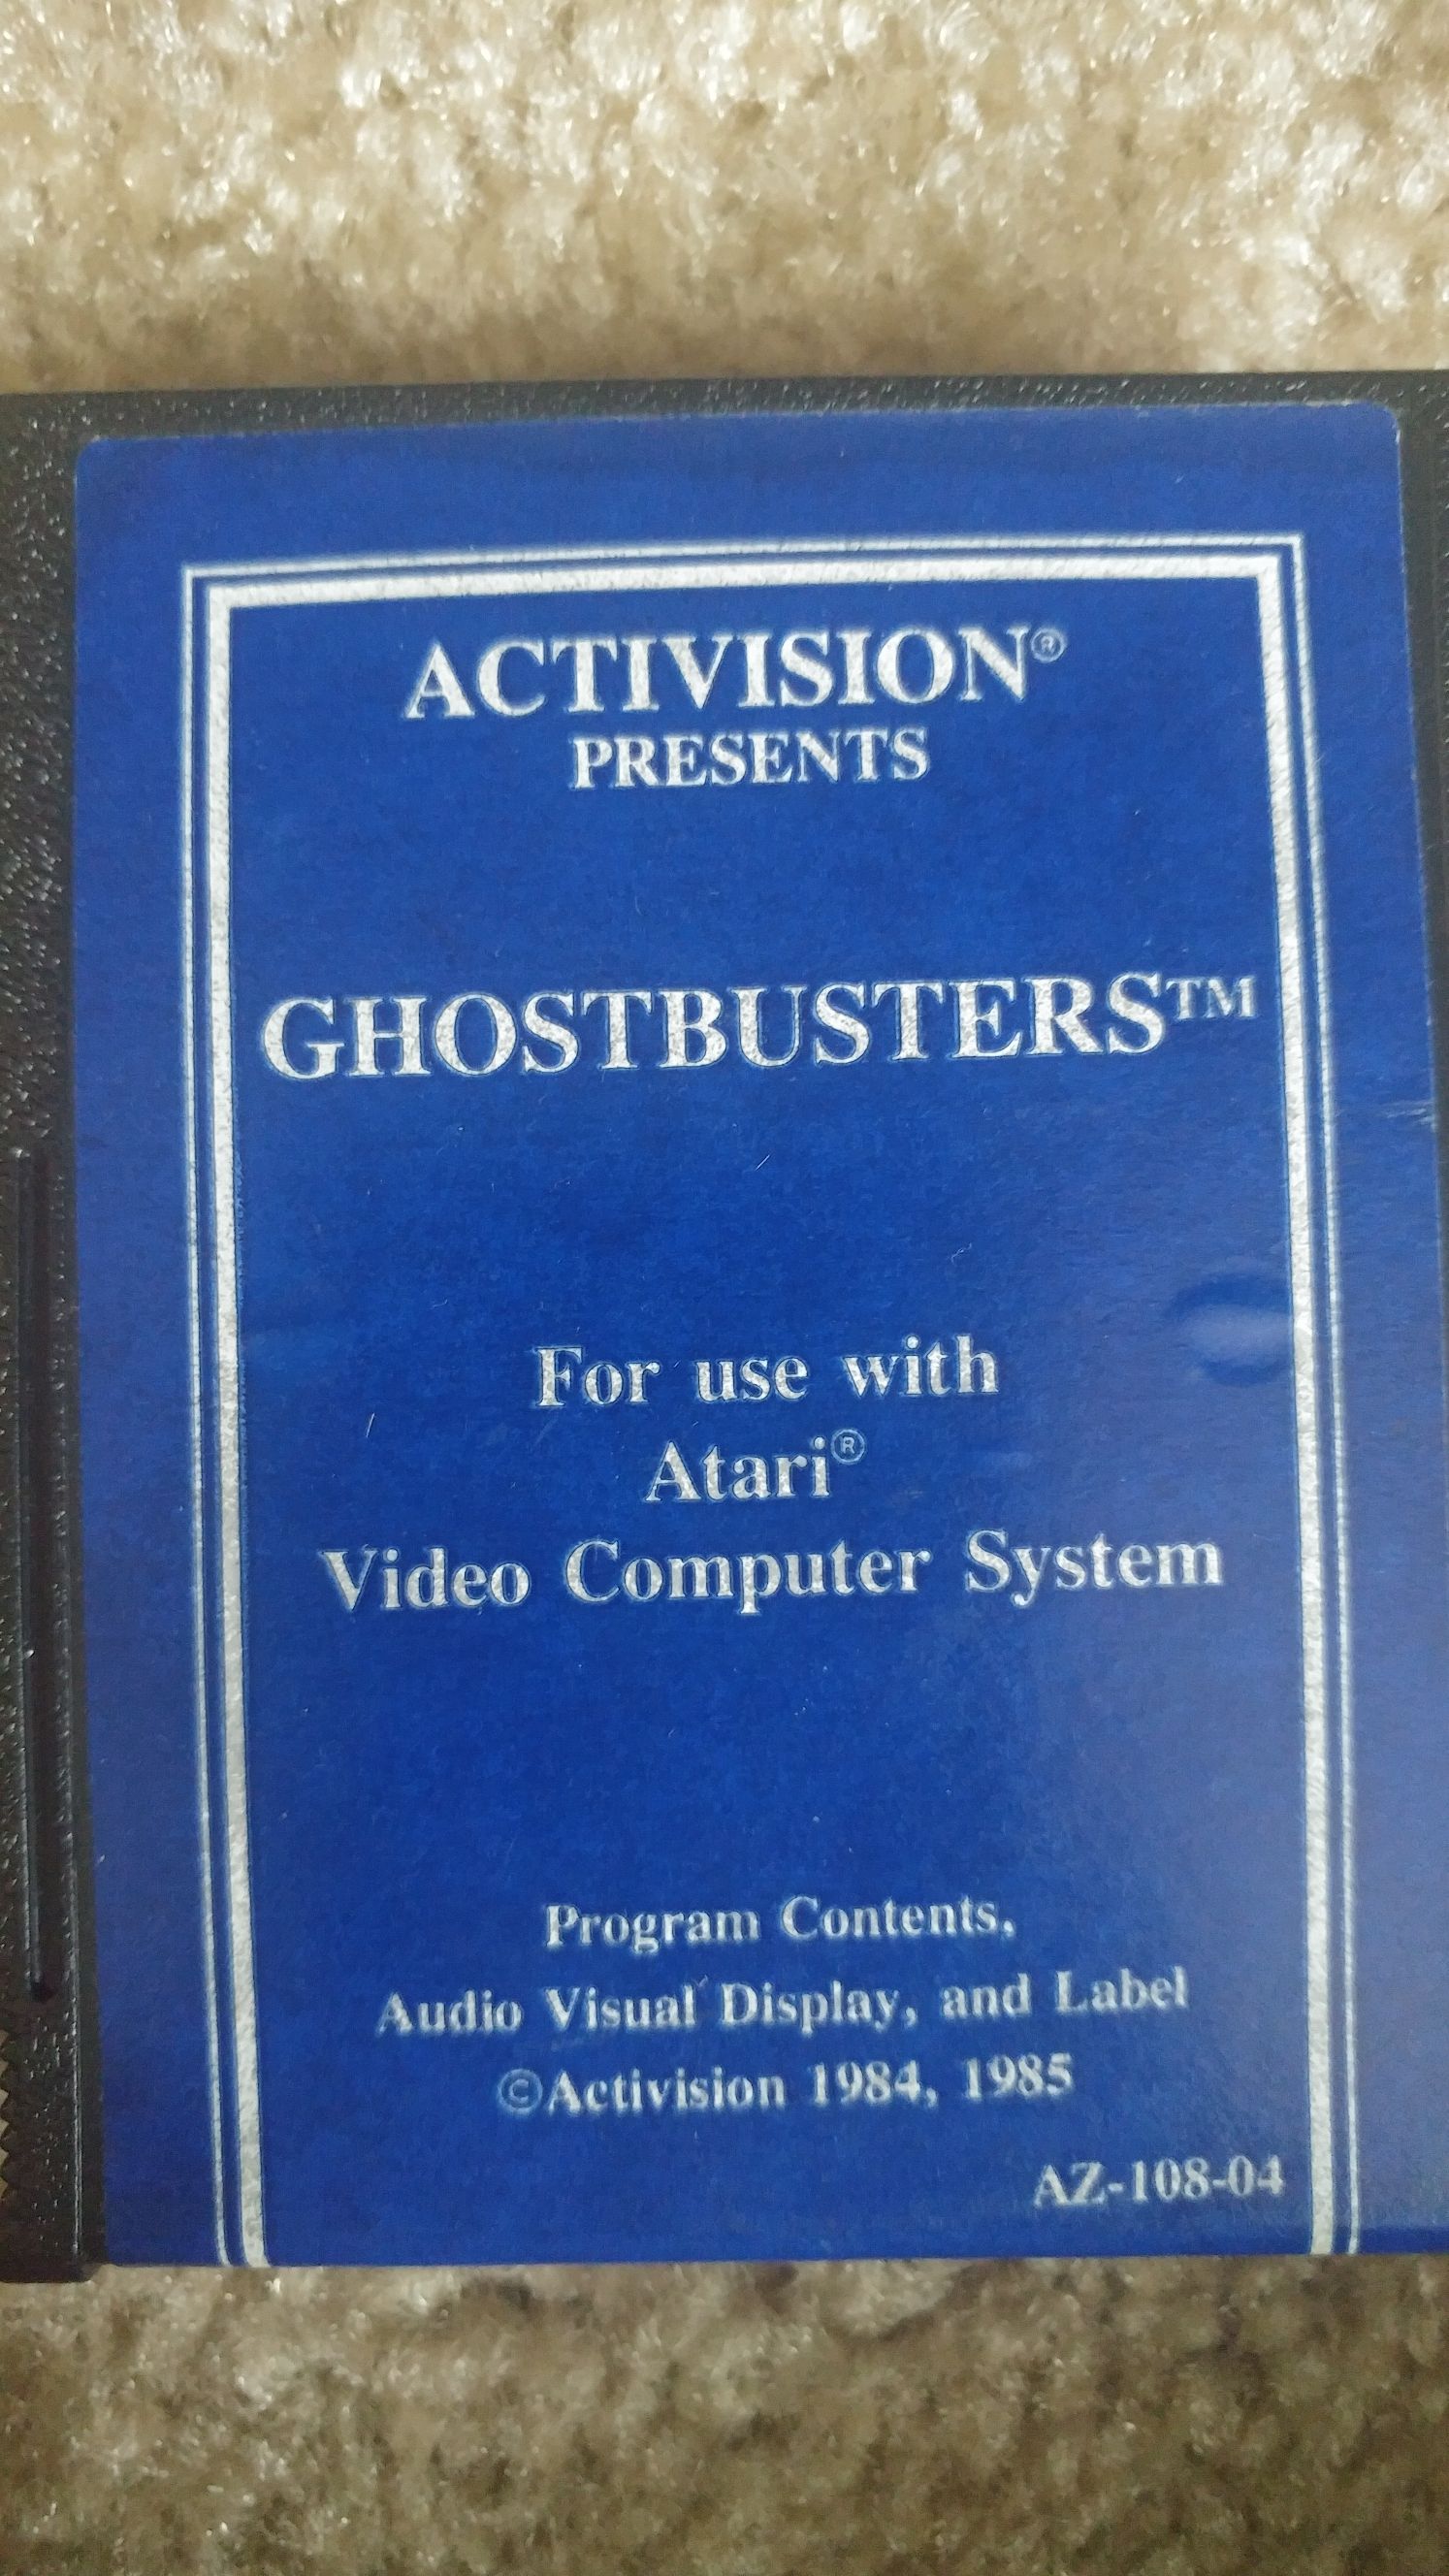 ACTIVISION®
PRESENTS
GHOSTBUSTERS™
For use with
Atari®
Video Computer System
Program Contents,
Audio Visual Display, and Label
©Activision 1984, 1985
AZ-108-04